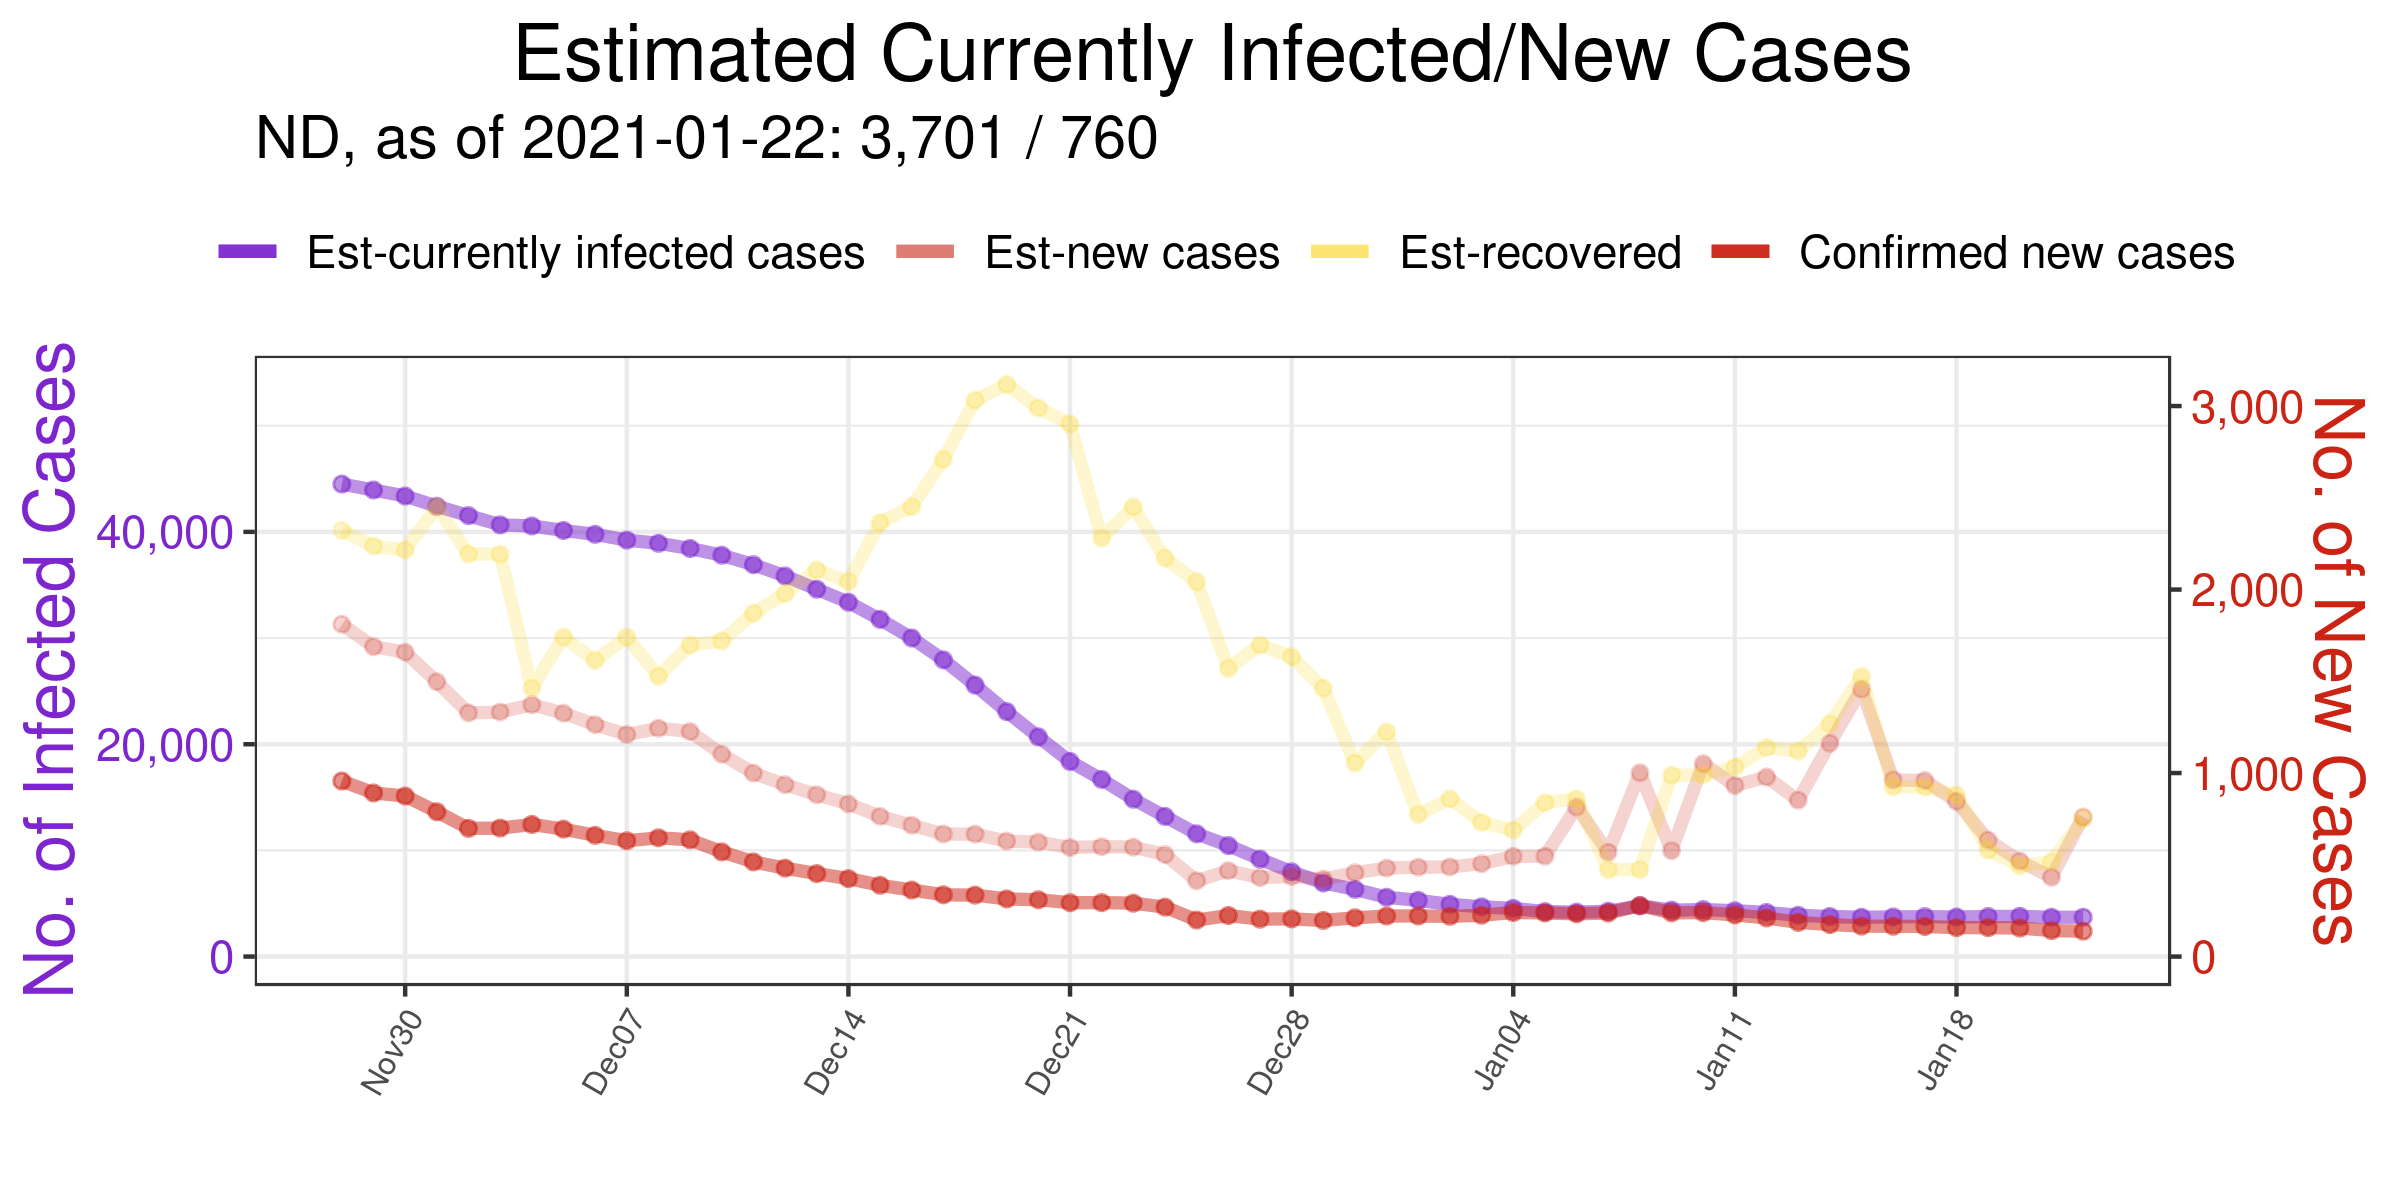 Estimated Currently Infected/New Cases
ND, as of 2021-01-22: 3,701 / 760
Est-currently infected cases Est-new cases Est-recovered Confirmed new cases
No. of Infected Cases
40,000
20,000
0
3,000
2,000
1,000
0
No. of New Cases
Nov30 Dec07 Dec14 Dec21 Dec28 Jan04 Jan11 Jan18